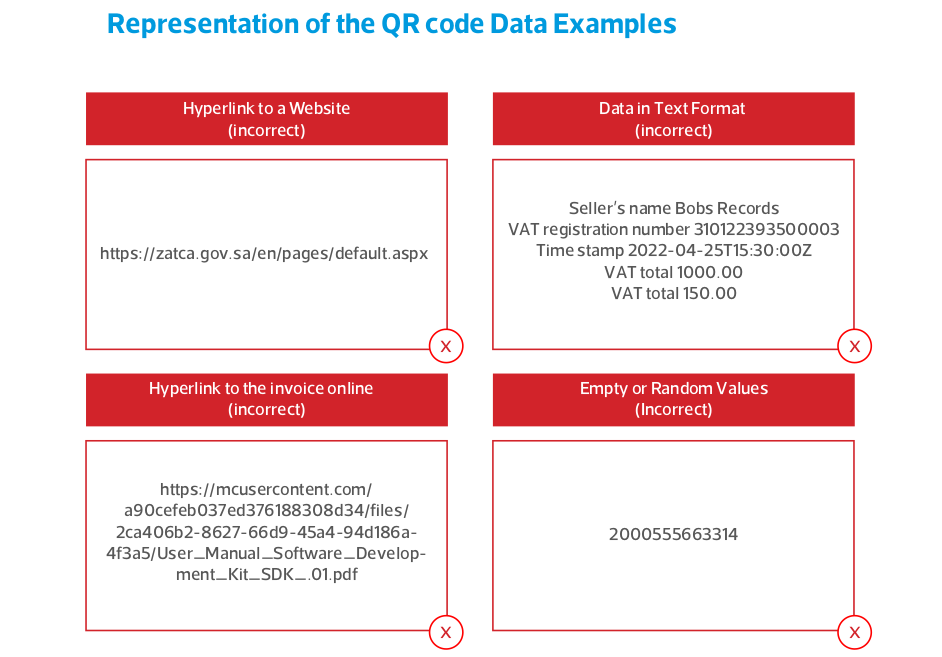 Representation of the QR code Data Examples
Hyperlink to a Website
(incorrect)
https://zatca.gov.sa/en/pages/default.aspx
X
Data in Text Format
(incorrect)
Seller’s name Bobs Records
VAT registration number 310122393500003
Time stamp 2022-04-25T15:30:00Z
VAT total 1000.00
VAT total 150.00
X
Hyperlink to the invoice online
(incorrect)
https://mcusercontent.com/
a90cefeb037ed376188308d34/files/
2ca406b2-8627-66d9-45a4-94d186a-
4f3a5/User_Manual_Software_Develop-
ment_Kit_SDK_.01.pdf
X
Empty or Random Values
(Incorrect)
2000555663314
X